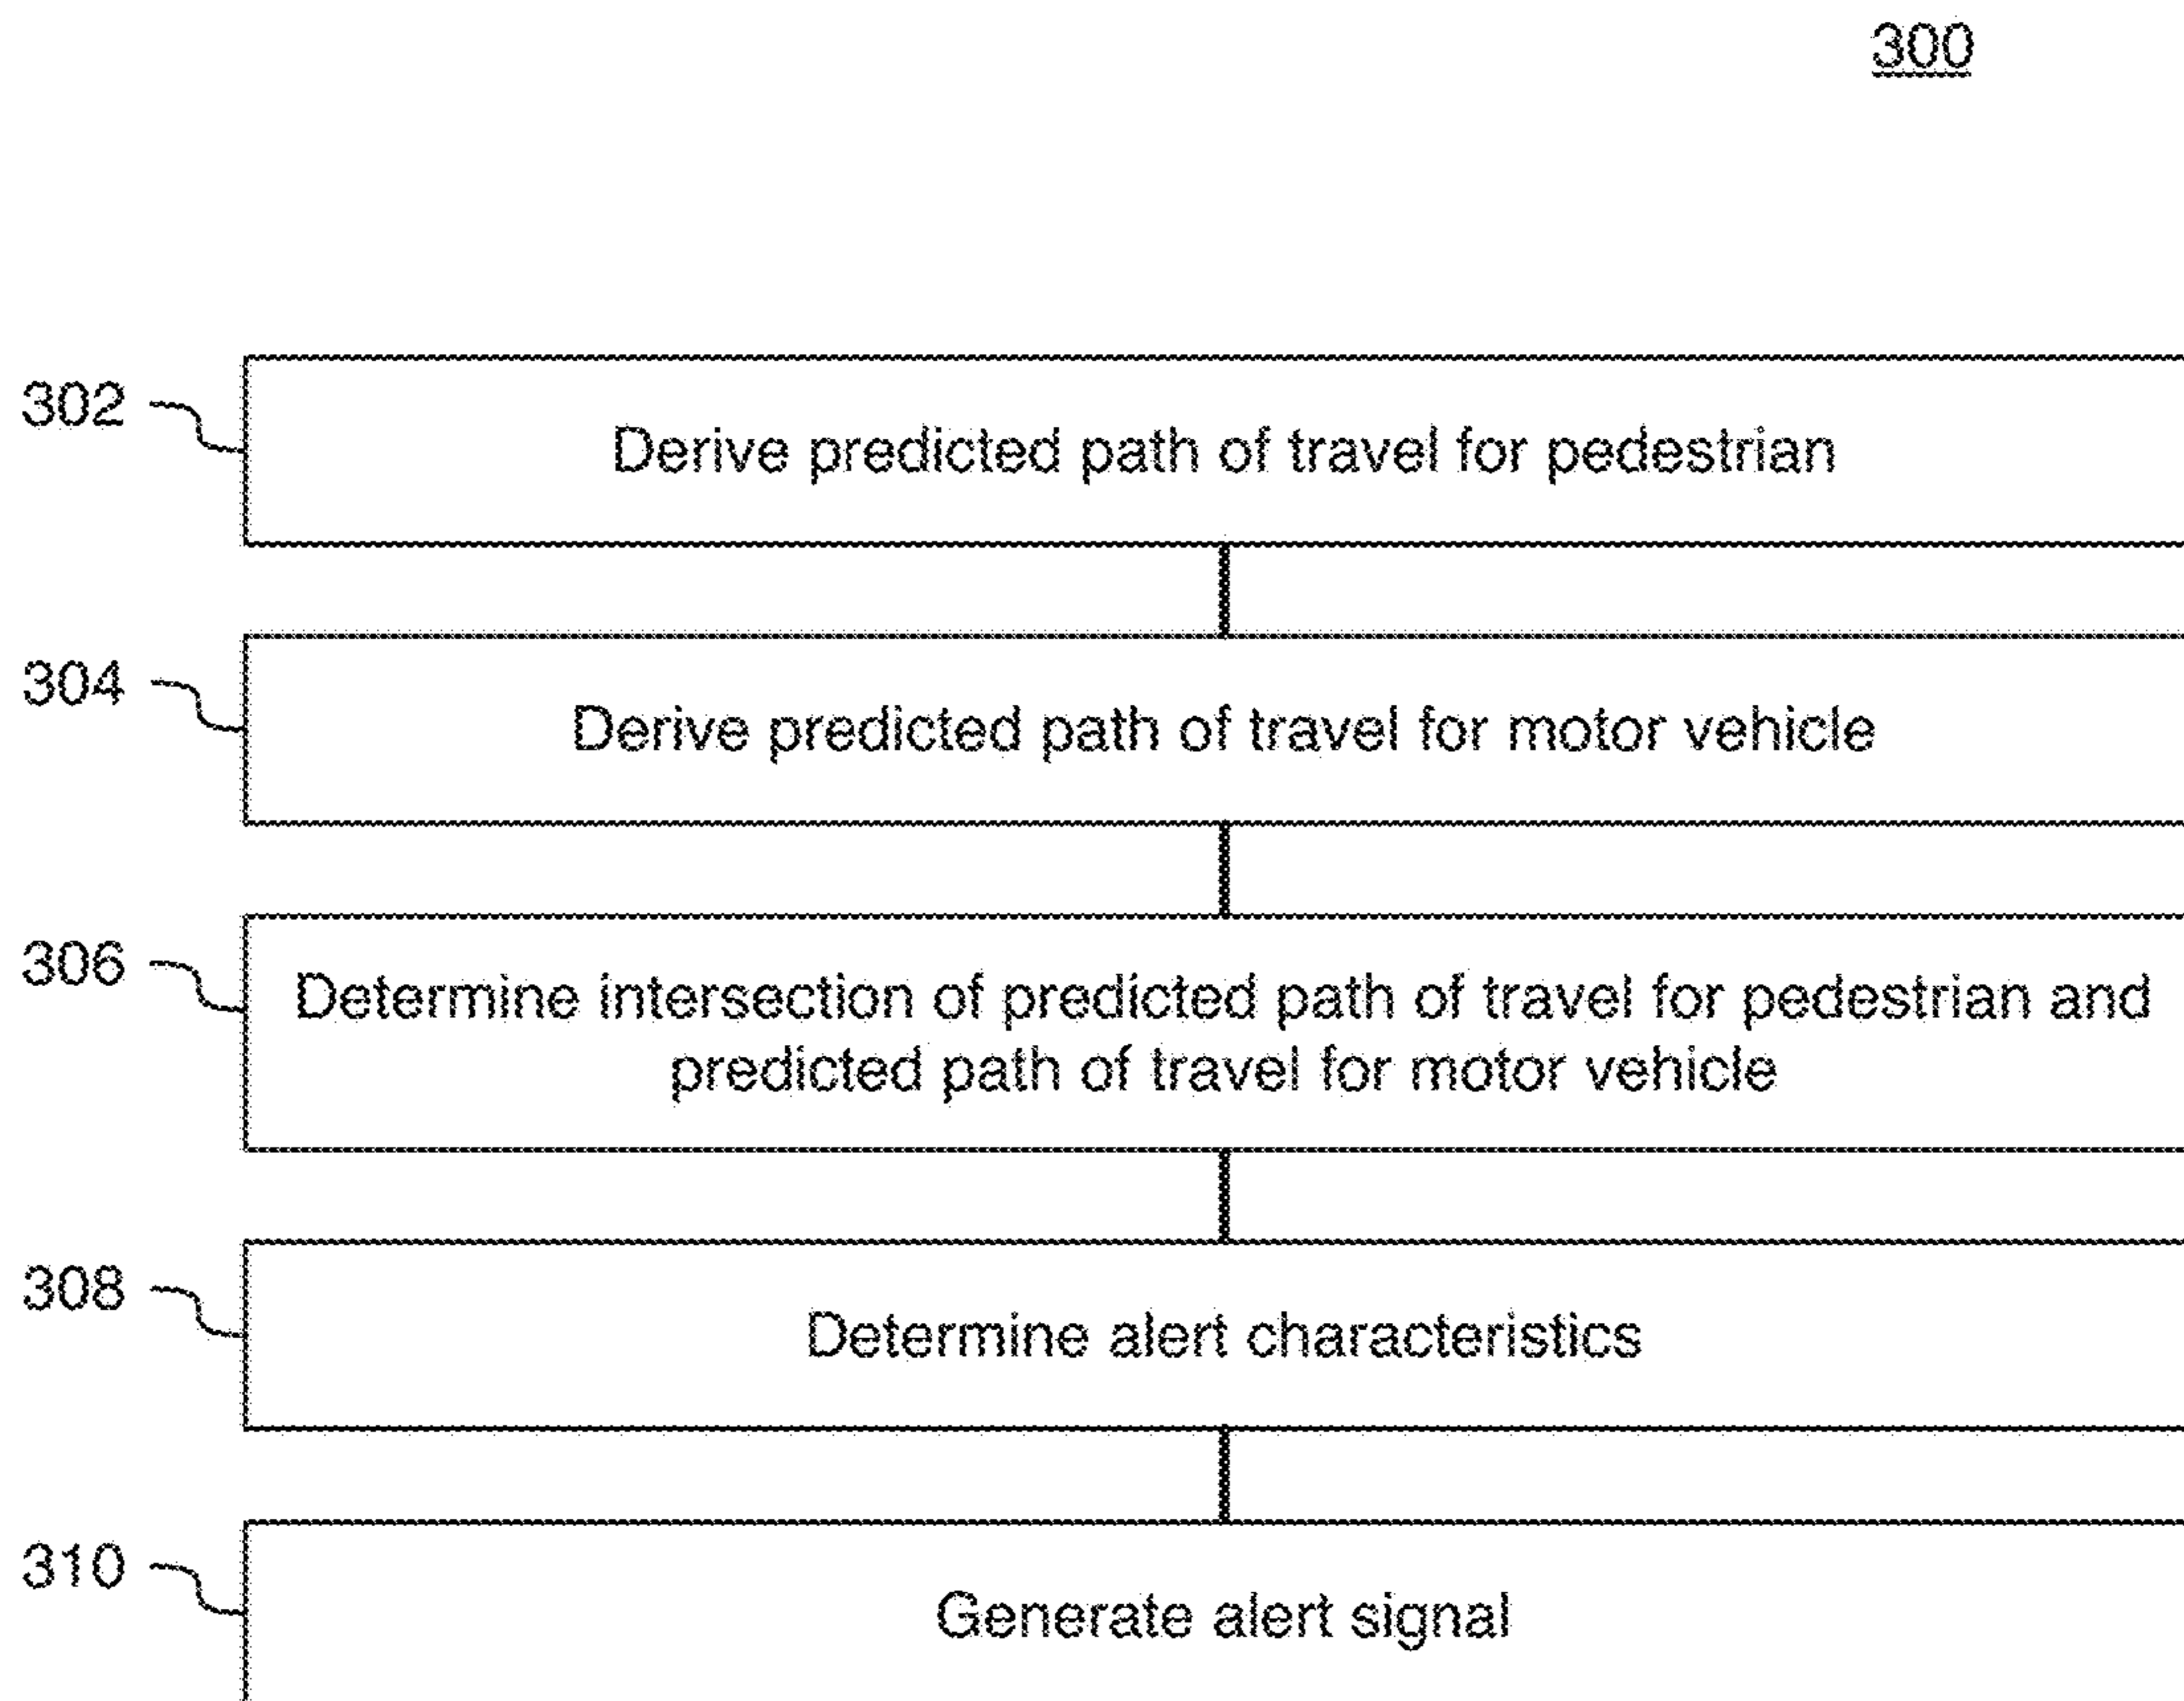 300
302
Derive predicted path of travel for pedestrian
304
Derive predicted path of travel for motor vehicle
306
Determine intersection of predicted path of travel for pedestrian and
predicted path of travel for motor vehicle
308
Determine alert characteristics
310
Generate alert signal